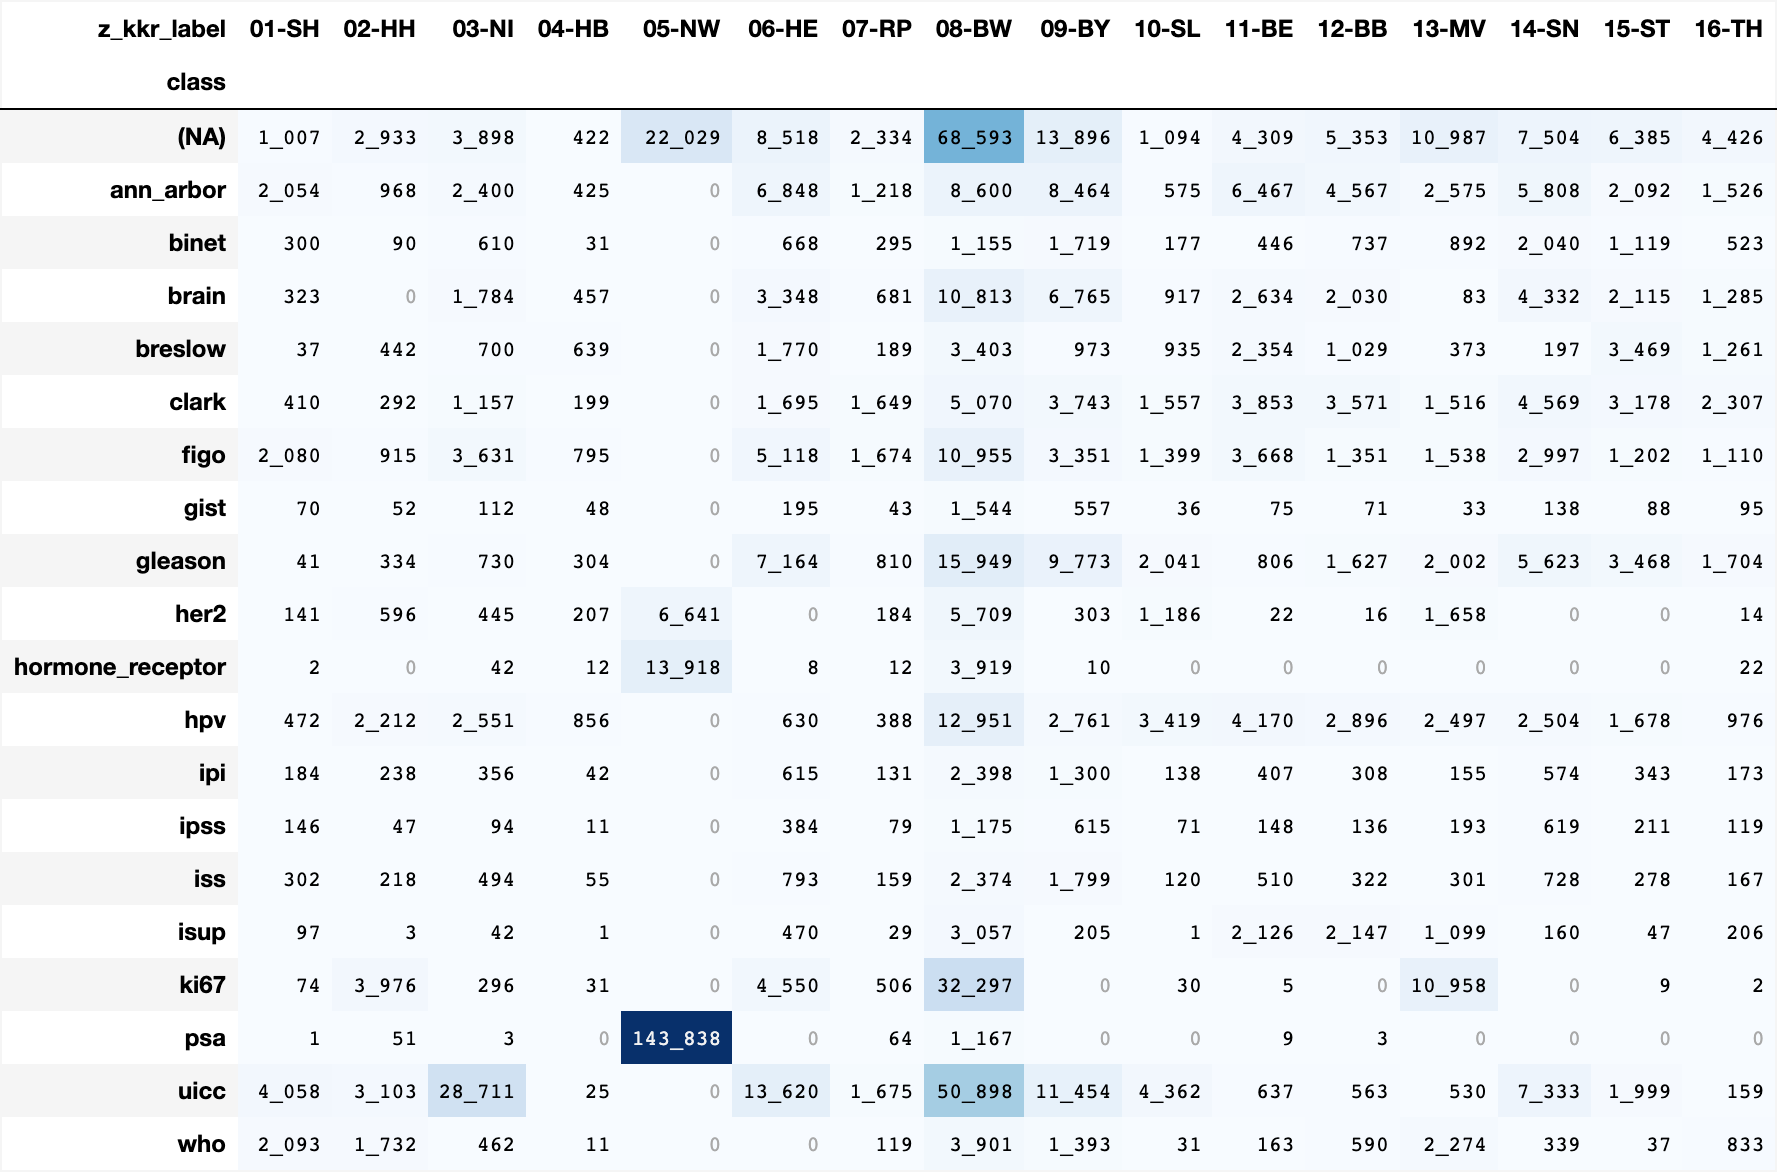 z_kkr_label 01-SH 02-HH 03-NI 04-HB 05-NW 06-HE 07-RP 08-BW 09-BY 10-SL 11-BE 12-BB 13-MV 14-SN 15-ST 16-TH
class
(NA) 1_007 2_933 3_898 422 22_029 8_518 2_334 68_593 13_896 1_094 4_309 5_353 10_987 7_504 6_385 4_426
ann_arbor 2_054 968 2_400 425 0 6_848 1_218 8_600 8_464 575 6_467 4_567 2_575 5_808 2_092 1_526
binet 300 90 610 31 0 668 295 1_155 1_719 177 446 737 892 2_040 1_119 523
brain 323 0 1_784 457 0 3_348 681 10_813 6_765 917 2_634 2_030 83 4_332 2_115 1_285
breslow 37 442 700 639 0 1_770 189 3_403 973 935 2_354 1_029 373 197 3_469 1_261
clark 410 292 1_157 199 0 1_695 1_649 5_070 3_743 1_557 3_853 3_571 1_516 4_569 3_178 2_307
figo 2_080 915 3_631 795 0 5_118 1_674 10_955 3_351 1_399 3_668 1_351 1_538 2_997 1_202 1_110
gist 70 52 112 48 0 195 43 1_544 557 36 75 71 33 138 88 95
gleason 41 334 730 304 0 7_164 810 15_949 9_773 2_041 806 1_627 2_002 5_623 3_468 1_704
her2 141 596 445 207 6_641 0 184 5_709 303 1_186 22 16 1_658 0 0 14
hormone_receptor 2 0 42 12 13_918 8 12 3_919 10 0 0 0 0 0 0 22
hpv 472 2_212 2_551 856 0 630 388 12_951 2_761 3_419 4_170 2_896 2_497 2_504 1_678 976
ipi 184 238 356 42 0 615 131 2_398 1_300 138 407 308 155 574 343 173
ipss 146 47 94 11 0 384 79 1_175 615 71 148 136 193 619 211 119
iss 302 218 494 55 0 793 159 2_374 1_799 120 510 322 301 728 278 167
isup 97 3 42 1 0 470 29 3_057 205 1 2_126 2_147 1_099 160 47 206
ki67 74 3_976 296 31 0 4_550 506 32_297 0 30 5 0 10_958 0 9 2
psa 1 51 3 0 143_838 0 64 1_167 0 0 9 3 0 0 0 0
uicc 4_058 3_103 28_711 25 0 13_620 1_675 50_898 11_454 4_362 637 563 530 7_333 1_999 159
who 2_093 1_732 462 11 0 0 119 3_901 1_393 31 163 590 2_274 339 37 833